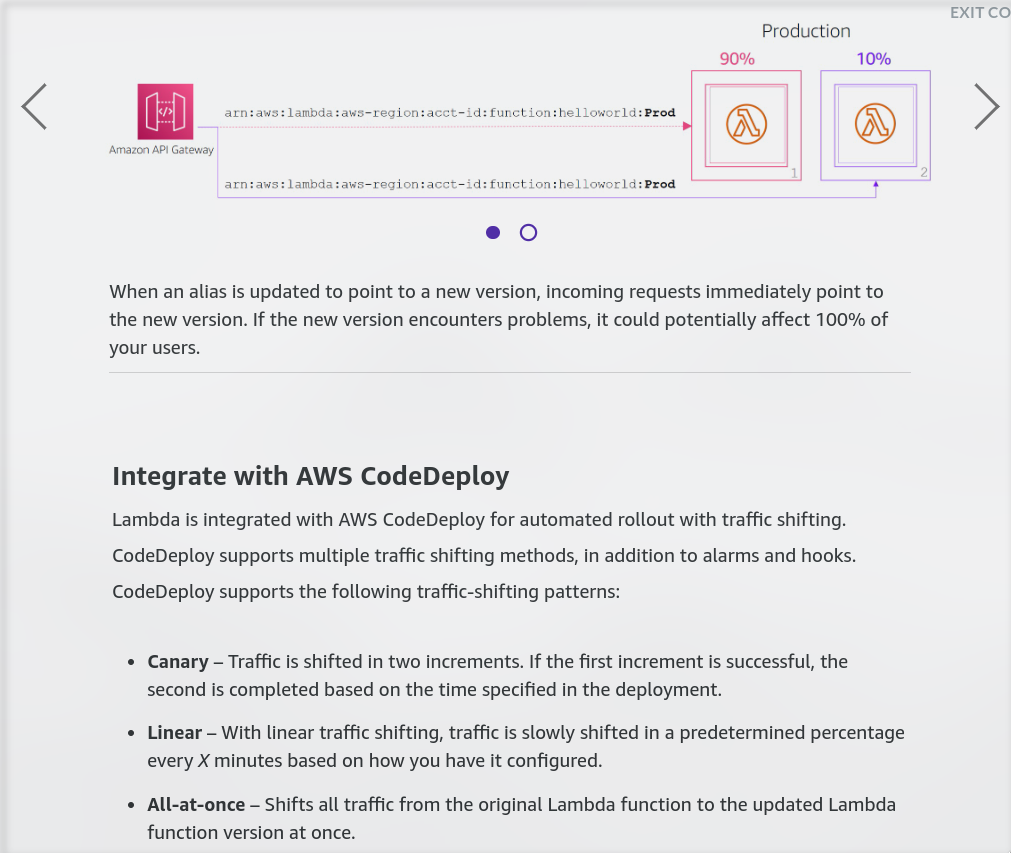 EXIT CO
Production
90%
10%
arn:aws:lambda:aws-region:acct-id:function:helloworld:Prod
Amazon API Gateway
1
2
arn:aws:lambda:aws-region:acct-id:function:helloworld:Prod
When an alias is updated to point to a new version, incoming requests immediately point to
the new version. If the new version encounters problems, it could potentially affect 100% of
your users.
Integrate with AWS CodeDeploy
Lambda is integrated with AWS CodeDeploy for automated rollout with traffic shifting.
CodeDeploy supports multiple traffic shifting methods, in addition to alarms and hooks.
CodeDeploy supports the following traffic-shifting patterns:
• Canary – Traffic is shifted in two increments. If the first increment is successful, the
second is completed based on the time specified in the deployment.
• Linear – With linear traffic shifting, traffic is slowly shifted in a predetermined percentage
every X minutes based on how you have it configured.
• All-at-once – Shifts all traffic from the original Lambda function to the updated Lambda
function version at once.